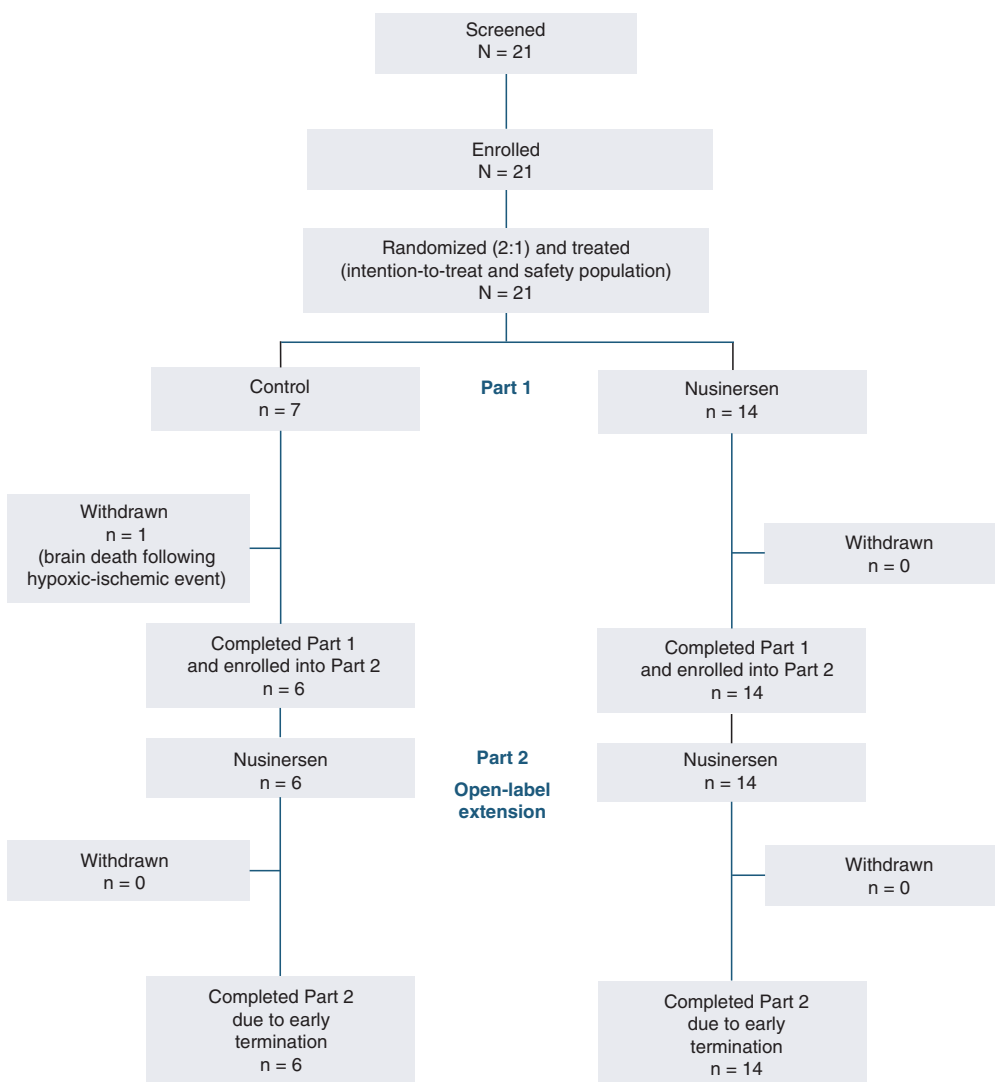 Screened
N = 21
Enrolled
N = 21
Randomized (2:1) and treated
(intention-to-treat and safety population)
N = 21
Control
n = 7
Part 1
Nusinersen
n = 14
Withdrawn
n = 1
(brain death following
hypoxic-ischemic event)
Withdrawn
n = 0
Completed Part 1
and enrolled into Part 2
n = 6
Completed Part 1
and enrolled into Part 2
n = 14
Nusinersen
n = 6
Part 2
Open-label
extension
Nusinersen
n = 14
Withdrawn
n = 0
Withdrawn
n = 0
Completed Part 2
due to early
termination
n = 6
Completed Part 2
due to early
termination
n = 14